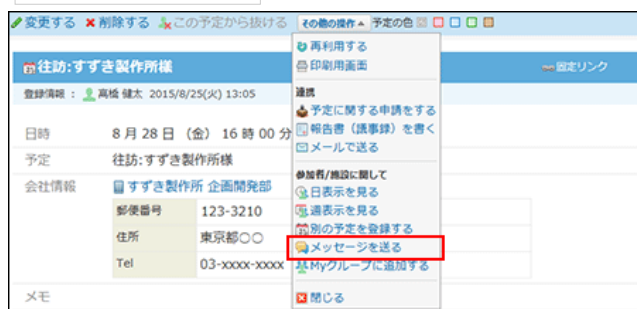 変更する 削除する この予定から抜ける その他の操作▲ 予定の色
再利用する
往訪:すずき製作所様 固定リンク
印刷用画面
登録情報 : 高橋 健太 2015/8/25(火) 13:05
連携
予定に関する申請をする
日時 8 月 28 日 (金) 16 時 00 分
報告書(議事録)を書く
メールで送る
予定 往訪:すずき製作所様
参加者/施設に関して
会社情報 すずき製作所 企画開発部
日表示を見る
郵便番号 123-3210
週表示を見る
別の予定を登録する
住所 東京都○○
メッセージを送る
Tel 03-xxxx-xxxx
Myグループに追加する
メモ
閉じる